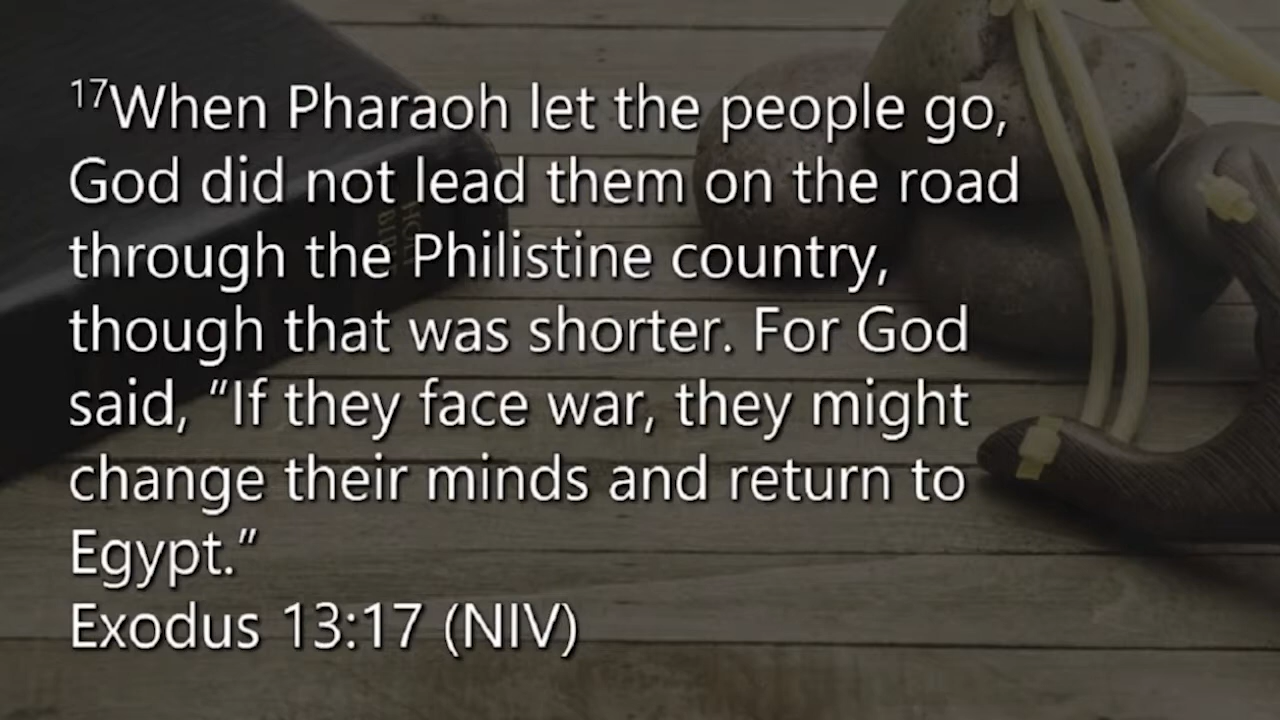 17When Pharaoh let the people go,
God did not lead them on the road
through the Philistine country,
though that was shorter. For God
said, “If they face war, they might
change their minds and return to
Egypt.”
Exodus 13:17 (NIV)
HOLY
BIBLE